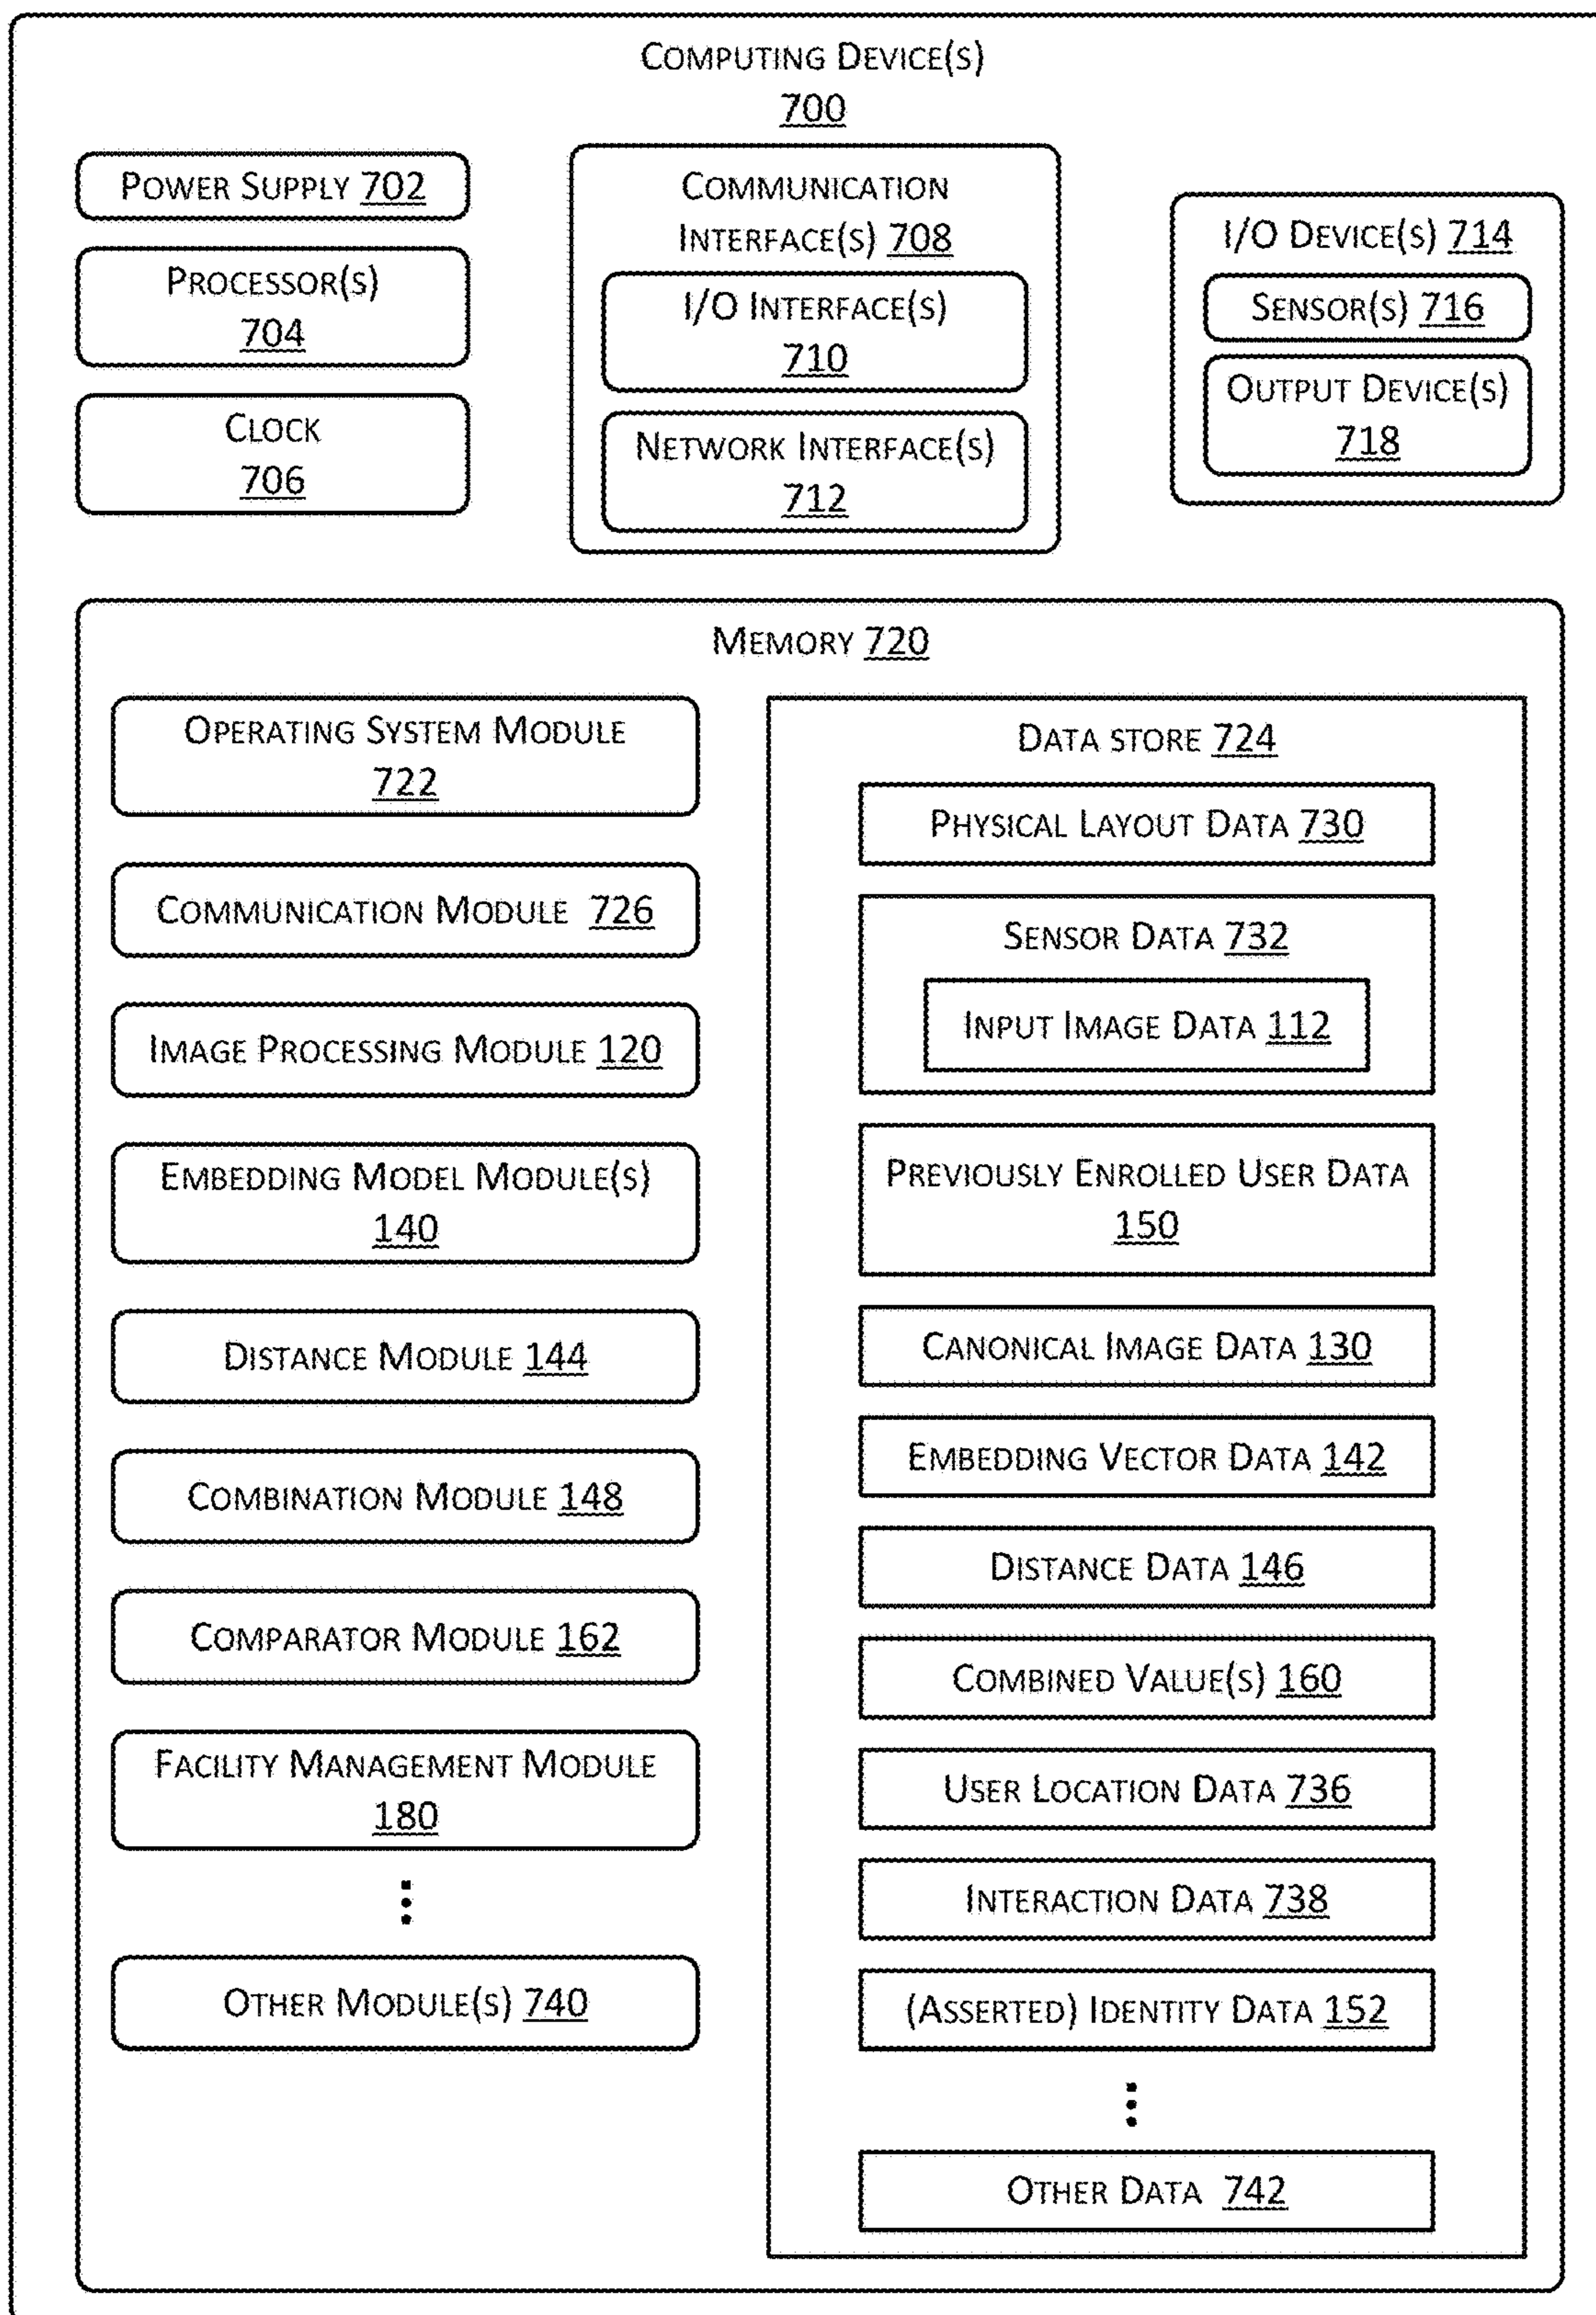 COMPUTING DEVICE(S)
700
POWER SUPPLY 702
PROCESSOR(S)
704
CLOCK
706
COMMUNICATION
INTERFACE(S) 708
I/O INTERFACE(S)
710
NETWORK INTERFACE(S)
712
I/O DEVICE(S) 714
SENSOR(S) 716
OUTPUT DEVICE(S)
718
MEMORY 720
OPERATING SYSTEM MODULE
722
COMMUNICATION MODULE 726
IMAGE PROCESSING MODULE 120
EMBEDDING MODEL MODULE(S)
140
DISTANCE MODULE 144
COMBINATION MODULE 148
COMPARATOR MODULE 162
FACILITY MANAGEMENT MODULE
180
OTHER MODULE(S) 740
DATA STORE 724
PHYSICAL LAYOUT DATA 730
SENSOR DATA 732
INPUT IMAGE DATA 112
PREVIOUSLY ENROLLED USER DATA
150
CANONICAL IMAGE DATA 130
EMBEDDING VECTOR DATA 142
DISTANCE DATA 146
COMBINED VALUE(S) 160
USER LOCATION DATA 736
INTERACTION DATA 738
(ASSERTED) IDENTITY DATA 152
OTHER DATA 742